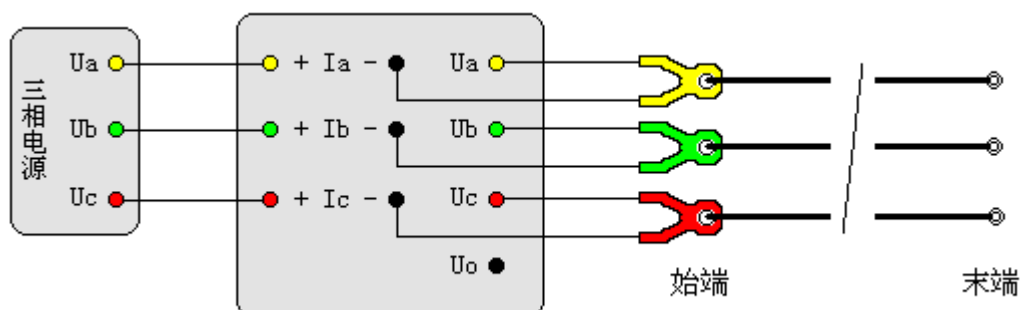 三相电源
Ua + Ia - Ua
Ub + Ib - Ub
Uc + Ic - Uc
Uo
始端 末端